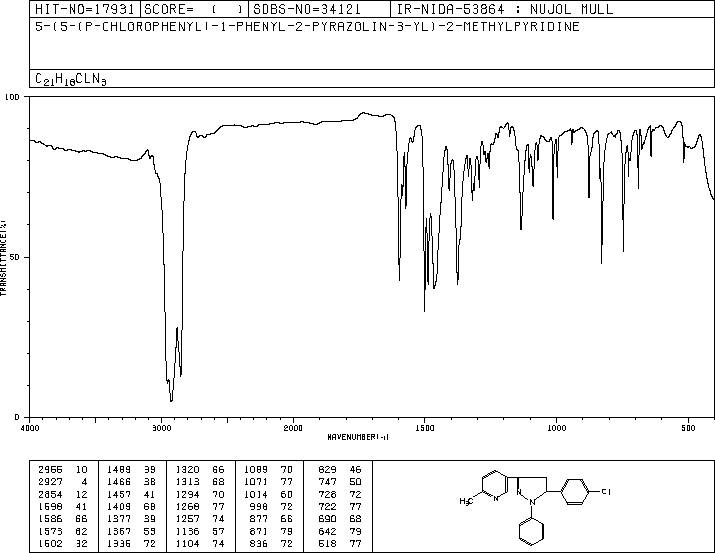 HIT-NO=17931 SCORE= ( ) SDBS-NO=34121 IR-NIDA-53864 : NUJOL MULL
5-(5-(P-CHLOROPHENYL)-1-PHENYL-2-PYRAZOLIN-3-YL)-2-METHYLPYRIDINE
C21H18CLN3
100
50
0
TRANSMITTANCE(%)
4000 3000 2000 1500 1000 500
WAVENUMBER(-1)
2956 10 1489 39 1320 66 1089 70 829 46
2927 4 1466 38 1313 68 1071 77 747 50
2854 12 1457 41 1294 70 1014 60 728 72
1598 41 1409 68 1268 77 998 72 722 77
1586 66 1377 39 1257 74 877 66 690 68
1573 62 1367 59 1136 57 871 79 642 79
1502 32 1336 72 1104 74 836 72 518 77
H3C
N
N
N
Cl